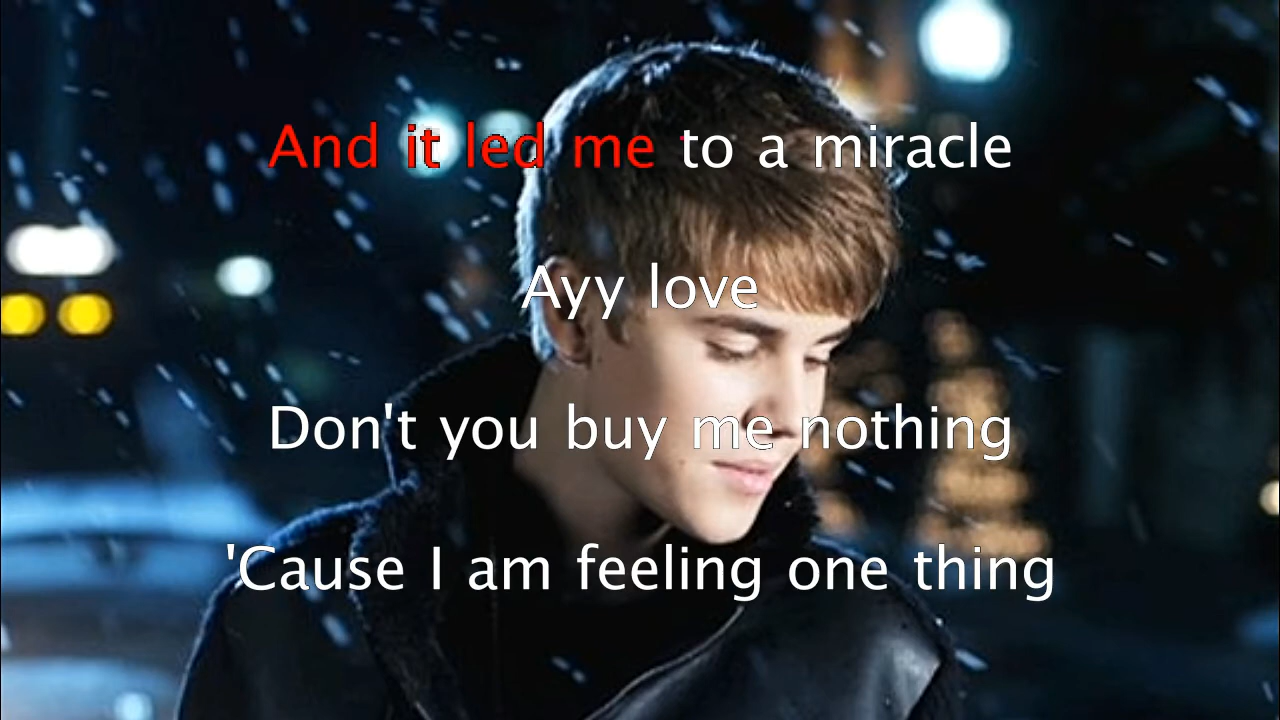 And it led me to a miracle
Ayy love
Don't you buy me nothing
'Cause I am feeling one thing